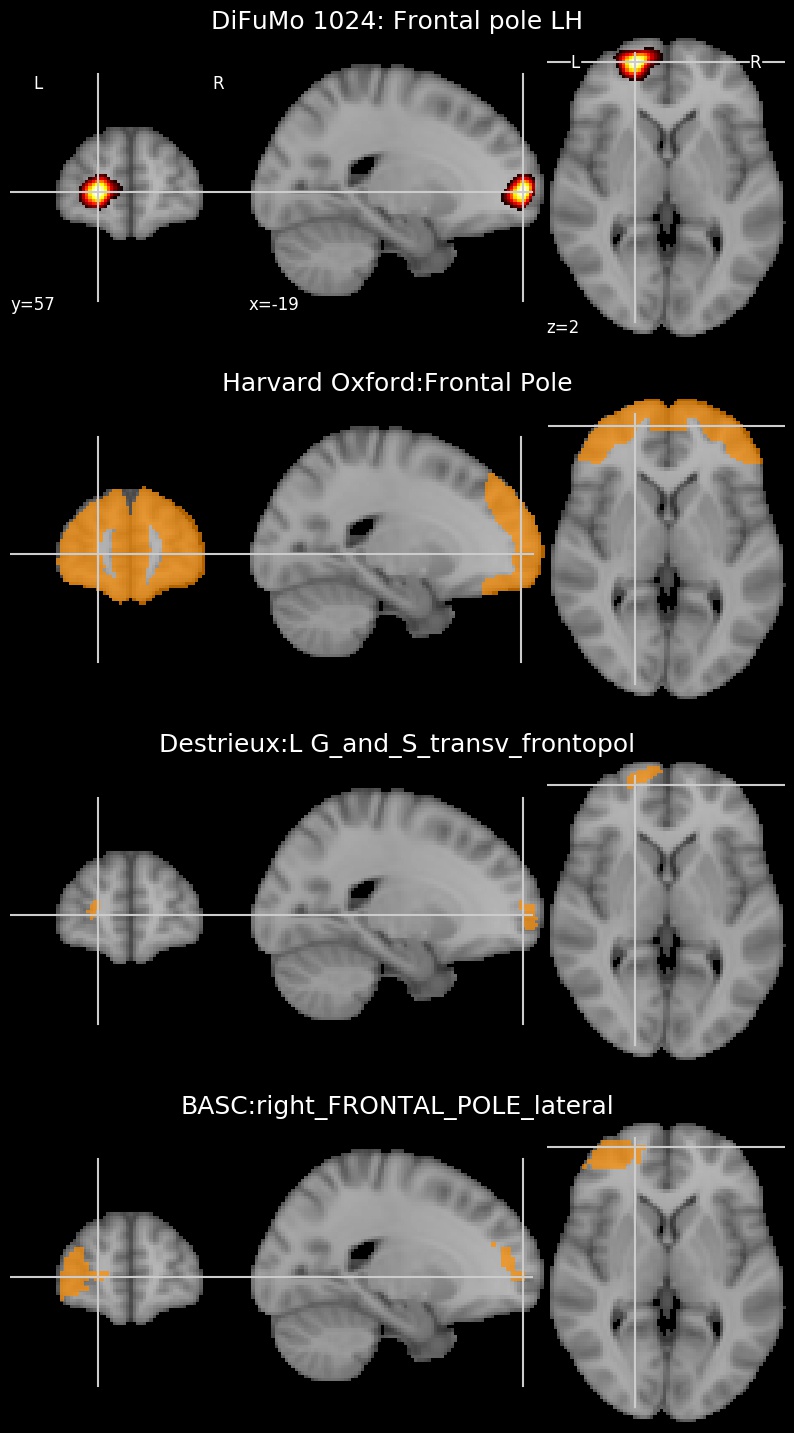 DiFuMo 1024: Frontal pole LH
L R
L R
y=57
x=-19
z=2
Harvard Oxford:Frontal Pole
Destrieux:L G_and_S_transv_frontopol
BASC:right_FRONTAL_POLE_lateral